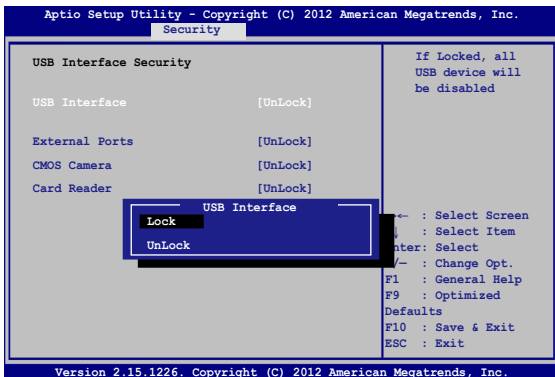 Aptio Setup Utility - Copyright (C) 2012 American Megatrends, Inc.
Security
USB Interface Security
USB Interface [UnLock]
External Ports [UnLock]
CMOS Camera [UnLock]
Card Reader [UnLock]
USB Interface
Lock
UnLock
If Locked, all
USB device will
be disabled
← : Select Screen
: Select Item
nter: Select
/— : Change Opt.
F1 : General Help
F9 : Optimized
Defaults
F10 : Save & Exit
ESC : Exit
Version 2.15.1226. Copyright (C) 2012 American Megatrends, Inc.